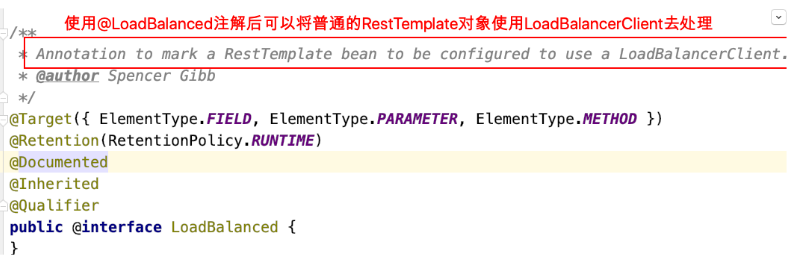 使用@LoadBalanced注解后可以将普通的RestTemplate对象使用LoadBalancerClient去处理
/**
* Annotation to mark a RestTemplate bean to be configured to use a LoadBalancerClient.
* @author Spencer Gibb
*/
@Target({ ElementType.FIELD, ElementType.PARAMETER, ElementType.METHOD })
@Retention(RetentionPolicy.RUNTIME)
@Documented
@Inherited
@Qualifier
public @interface LoadBalanced {
}